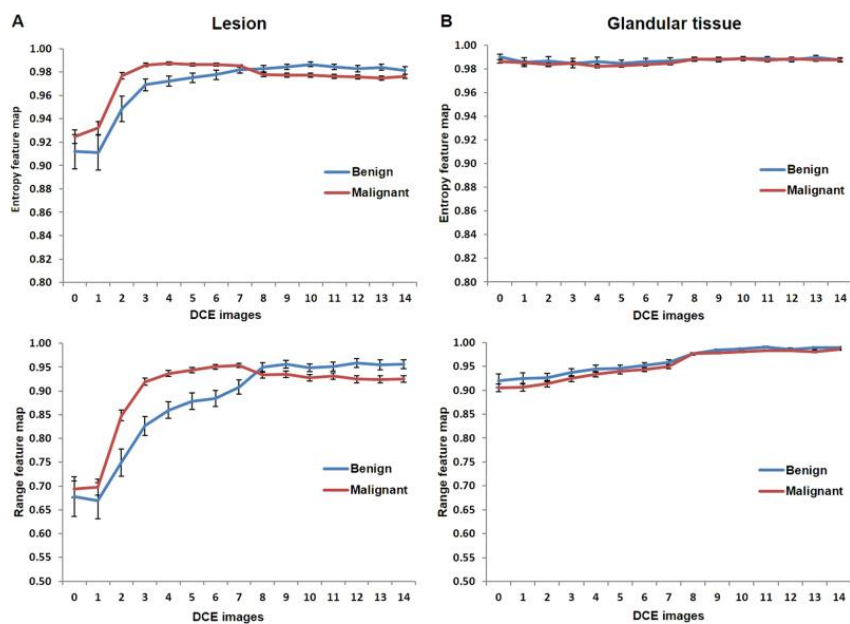 A
Lesion
B
Glandular tissue
Entropy feature map
1.00
0.98
0.96
0.94
0.92
0.90
0.88
0.86
0.84
0.82
0.80
Benign
Malignant
0 1 2 3 4 5 6 7 8 9 10 11 12 13 14
DCE images
Entropy feature map
1.00
0.98
0.96
0.94
0.92
0.90
0.88
0.86
0.84
0.82
0.80
Benign
Malignant
0 1 2 3 4 5 6 7 8 9 10 11 12 13 14
DCE images
Range feature map
1.00
0.95
0.90
0.85
0.80
0.75
0.70
0.65
0.60
0.55
0.50
Benign
Malignant
0 1 2 3 4 5 6 7 8 9 10 11 12 13 14
DCE images
Range feature map
1.00
0.95
0.90
0.85
0.80
0.75
0.70
0.65
0.60
0.55
0.50
Benign
Malignant
0 1 2 3 4 5 6 7 8 9 10 11 12 13 14
DCE images